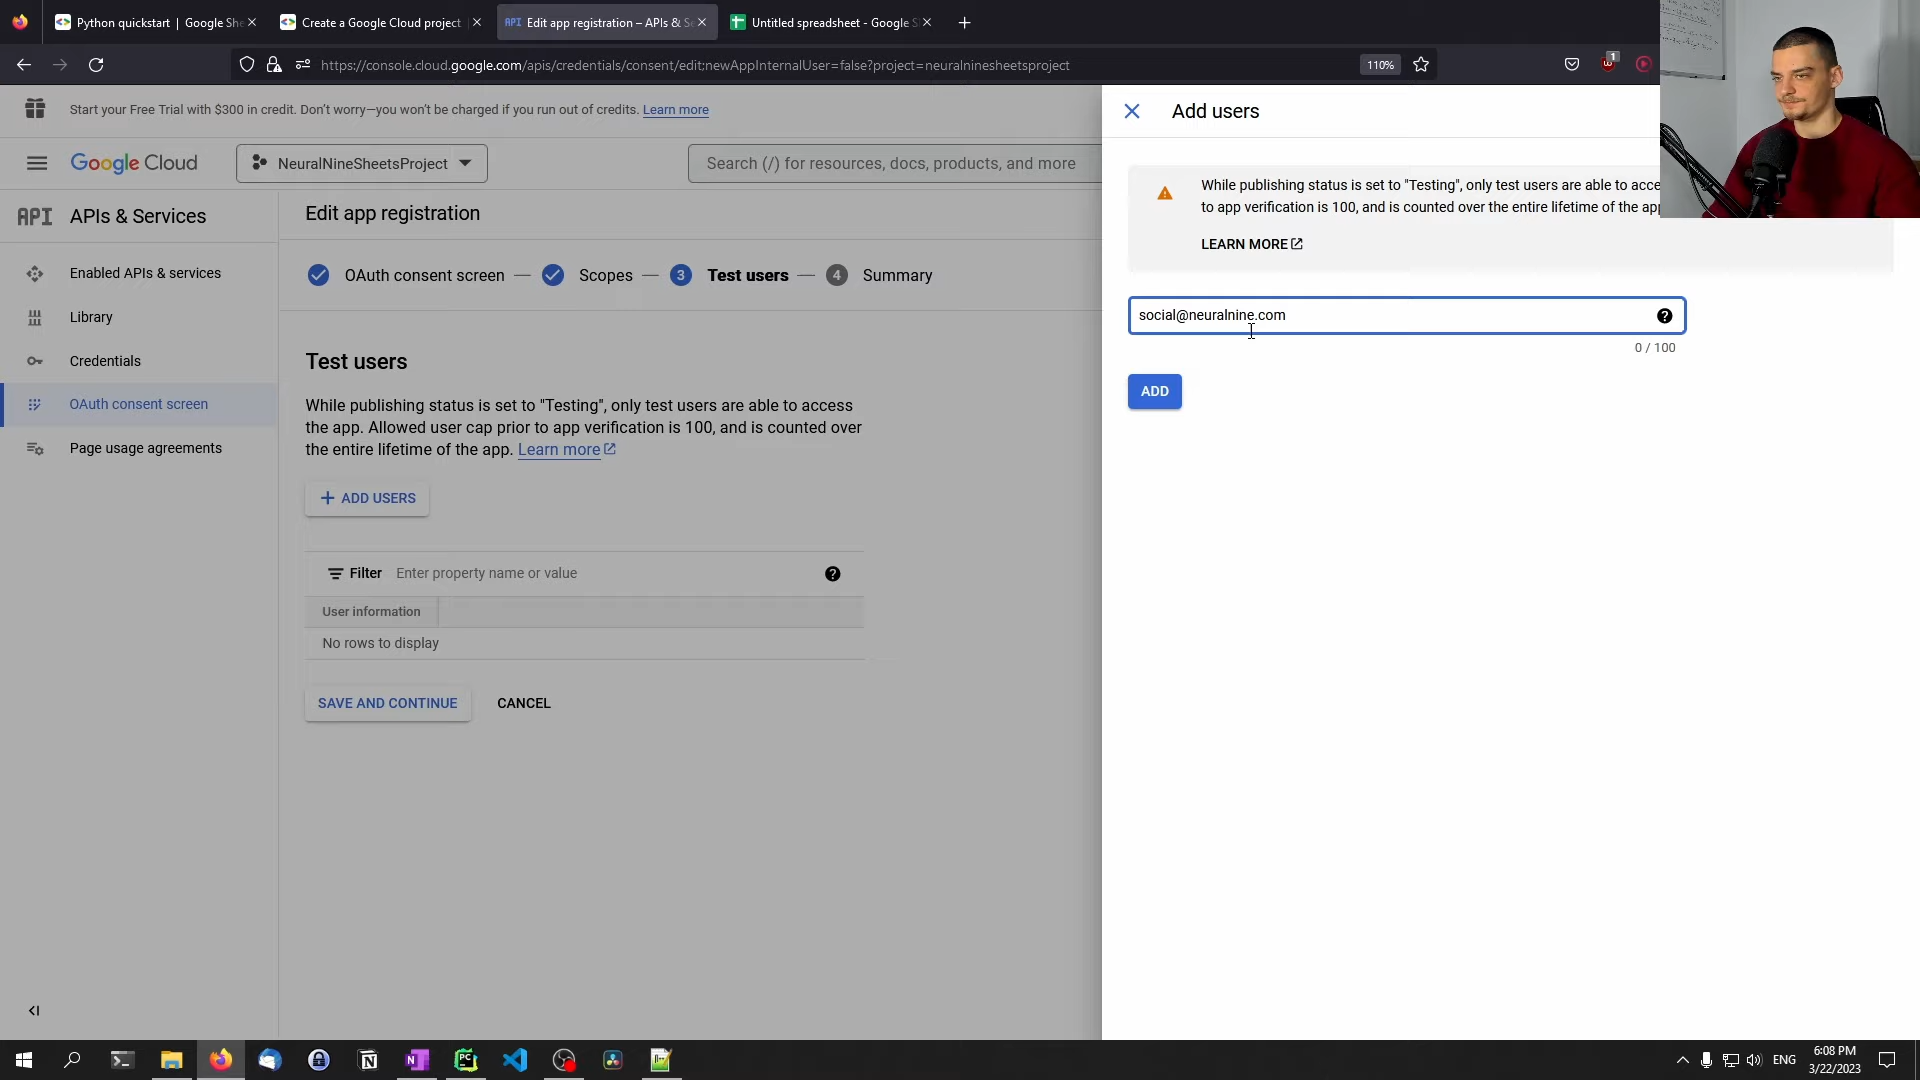 Python quickstart | Google She
Create a Google Cloud project
API Edit app registration – APIs & Se
Untitled spreadsheet - Google S
https://console.cloud.google.com/apis/credentials/consent/edit;newAppInternalUser=false?project=neuralninesheetsproject
110%
1
Start your Free Trial with $300 in credit. Don't worry—you won't be charged if you run out of credits. Learn more
Google Cloud
NeuralNineSheetsProject
Search (/) for resources, docs, products, and more
API APIs & Services
Enabled APIs & services
Library
Credentials
OAuth consent screen
Page usage agreements
Edit app registration
OAuth consent screen — Scopes — 3 Test users — 4 Summary
Test users
While publishing status is set to "Testing", only test users are able to access
the app. Allowed user cap prior to app verification is 100, and is counted over
the entire lifetime of the app. Learn more
+ ADD USERS
Filter Enter property name or value
User information
No rows to display
SAVE AND CONTINUE CANCEL
Add users
While publishing status is set to "Testing", only test users are able to acce
to app verification is 100, and is counted over the entire lifetime of the app
LEARN MORE
social@neuralnine.com
0 / 100
ADD
ENG
6:08 PM
3/22/2023